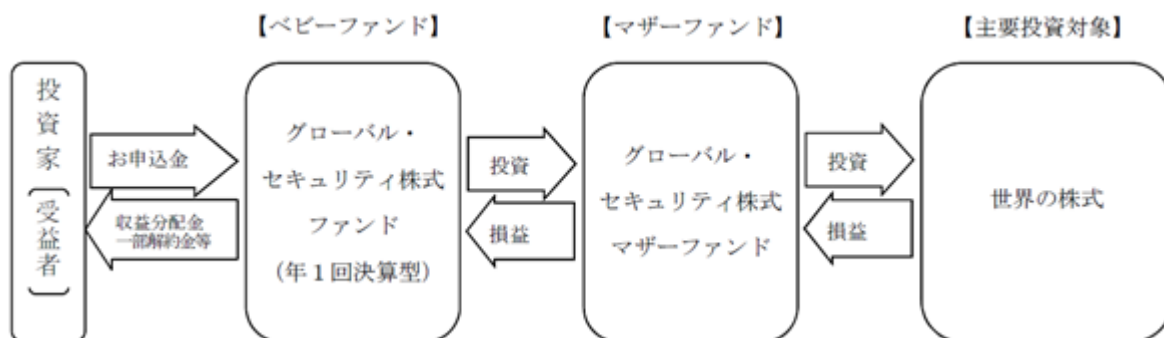 【ベビーファンド】
【マザーファンド】
【主要投資対象】
投資家(受益者)
お申込金
収益分配金
一部解約金等
グローバル・
セキュリティ株式
ファンド
(年1回決算型)
投資
損益
グローバル・
セキュリティ株式
マザーファンド
投資
損益
世界の株式